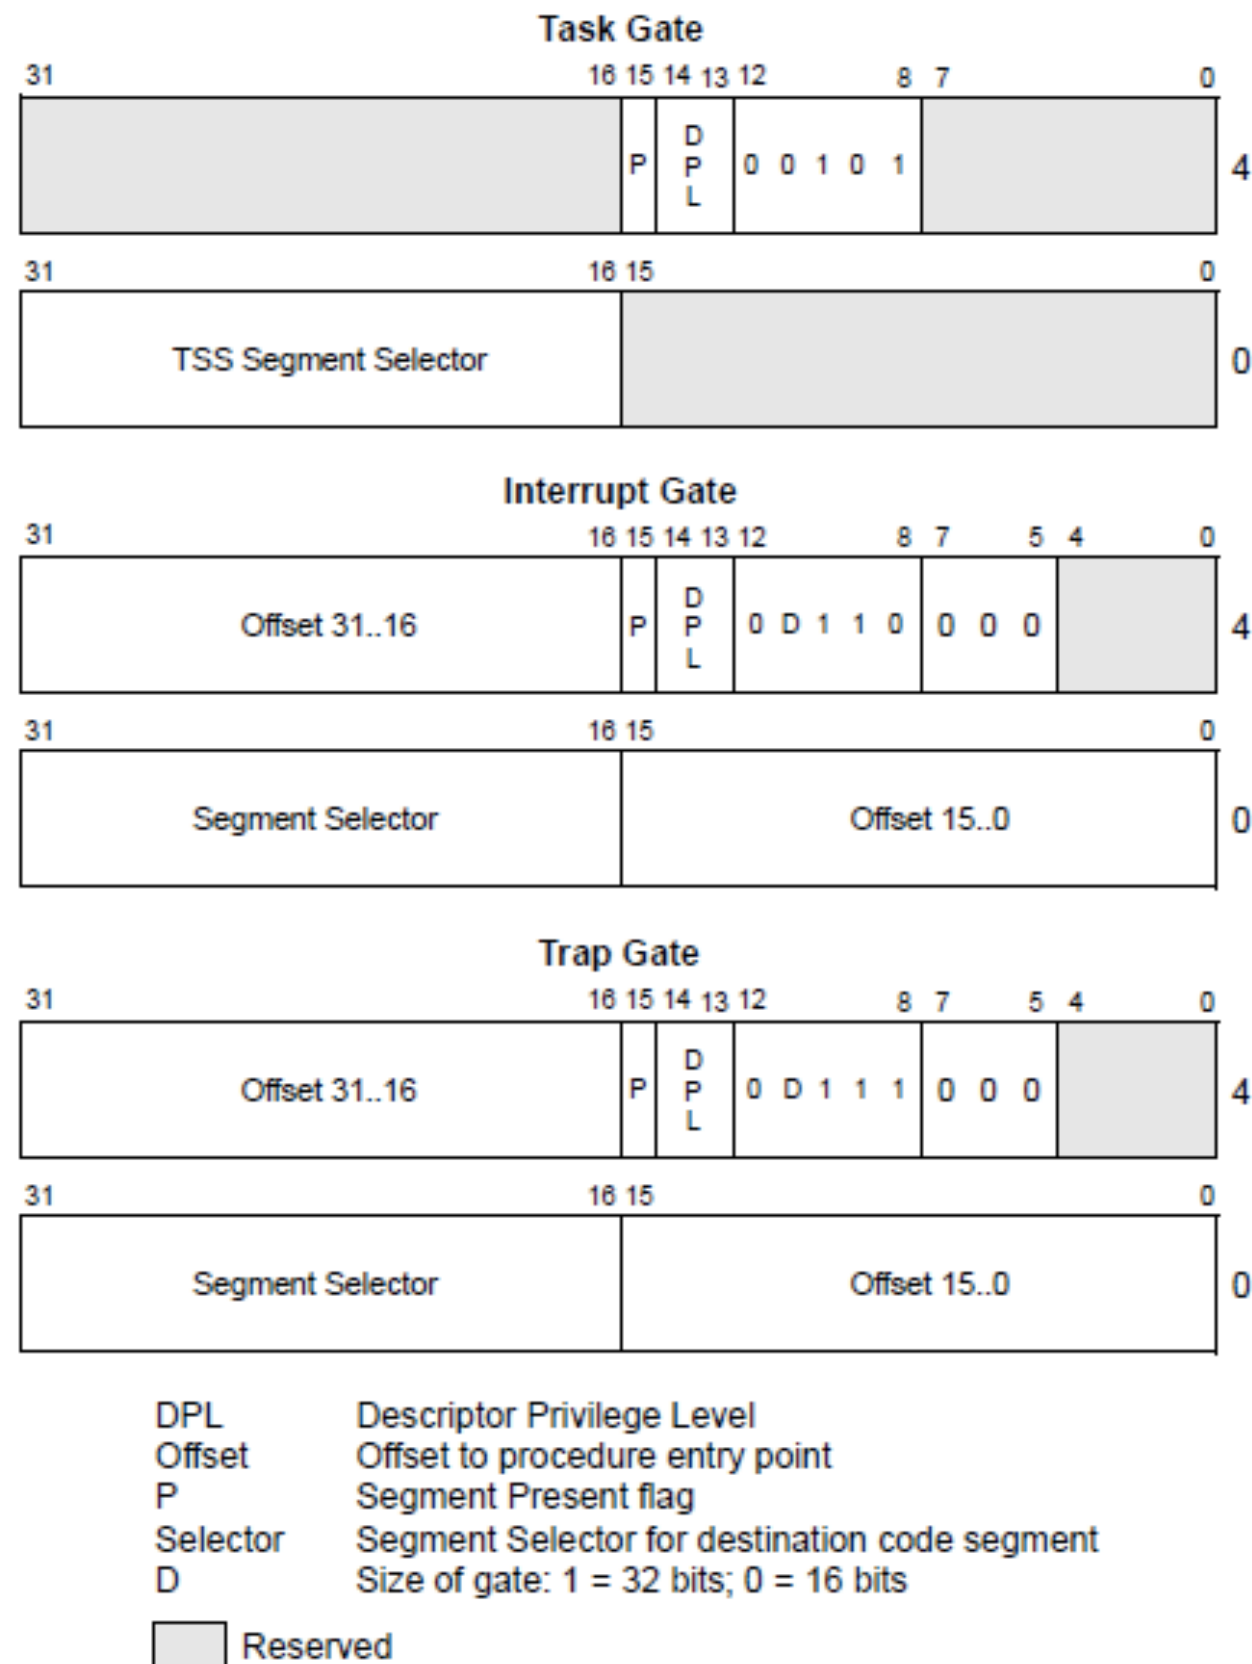 Task Gate
31 16 15 14 13 12 8 7 0
P D P L 0 0 1 0 1 4
31 16 15 0
TSS Segment Selector 0
Interrupt Gate
31 16 15 14 13 12 8 7 5 4 0
Offset 31..16 P D P L 0 D 1 1 0 0 0 0 4
31 16 15 0
Segment Selector Offset 15..0 0
Trap Gate
31 16 15 14 13 12 8 7 5 4 0
Offset 31..16 P D P L 0 D 1 1 1 0 0 0 4
31 16 15 0
Segment Selector Offset 15..0 0
DPL Descriptor Privilege Level
Offset Offset to procedure entry point
P Segment Present flag
Selector Segment Selector for destination code segment
D Size of gate: 1 = 32 bits; 0 = 16 bits
Reserved